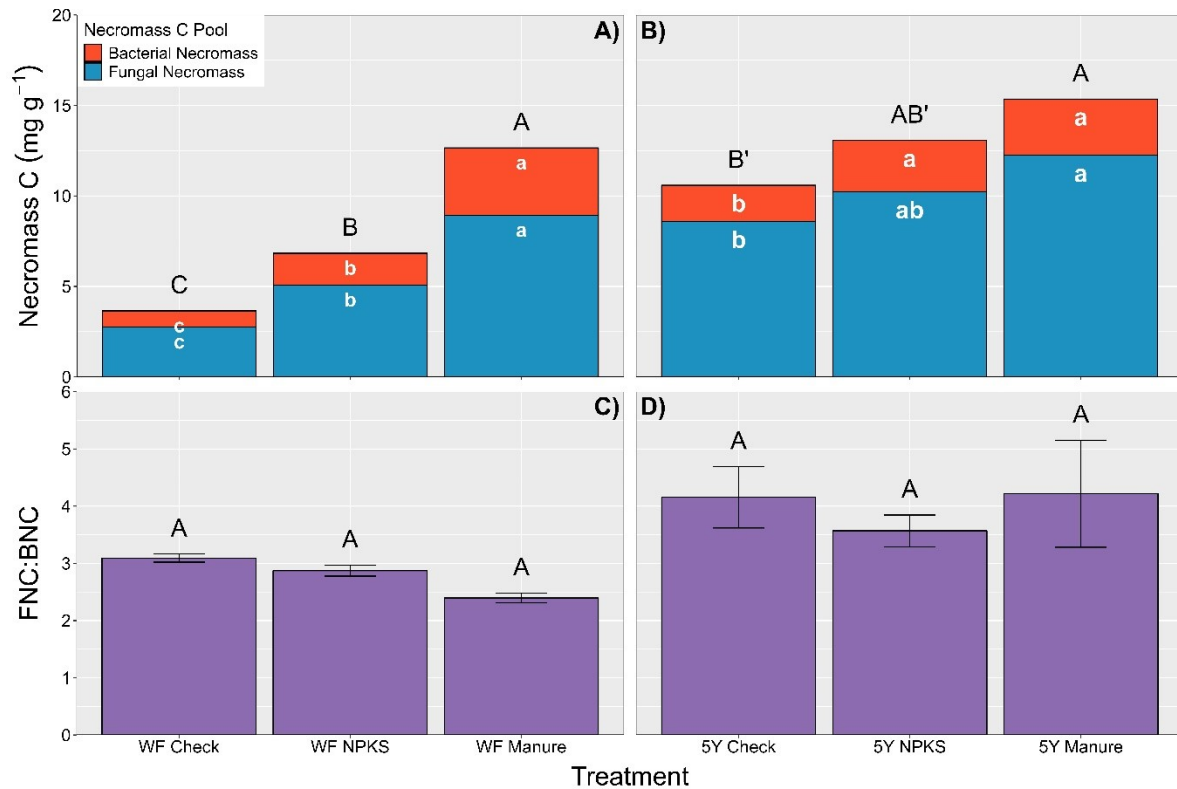 Necromass C Pool
Bacterial Necromass
Fungal Necromass
A)
B)
Necromass C (mg g⁻¹)
20
15
10
5
0
C
B
A
B'
AB'
A
c
c
b
b
a
a
b
b
a
ab
a
a
C)
D)
FNC:BNC
6
5
4
3
2
1
0
A
A
A
A
A
A
WF Check
WF NPKS
WF Manure
5Y Check
5Y NPKS
5Y Manure
Treatment